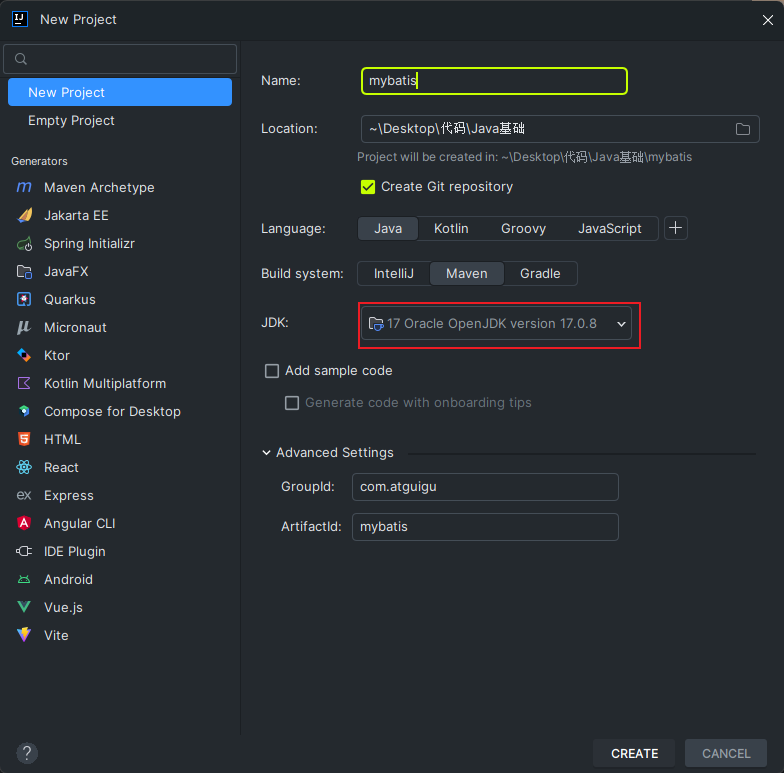 New Project
New Project
Empty Project
Generators
Maven Archetype
Jakarta EE
Spring Initializr
JavaFX
Quarkus
Micronaut
Ktor
Kotlin Multiplatform
Compose for Desktop
HTML
React
Express
Angular CLI
IDE Plugin
Android
Vue.js
Vite
Name: mybatis
Location: ~\Desktop\代码\Java基础
Project will be created in: ~\Desktop\代码\Java基础\mybatis
Create Git repository
Language: Java Kotlin Groovy JavaScript +
Build system: IntelliJ Maven Gradle
JDK: 17 Oracle OpenJDK version 17.0.8
Add sample code
Generate code with onboarding tips
Advanced Settings
GroupId: com.atguigu
ArtifactId: mybatis
? CREATE CANCEL